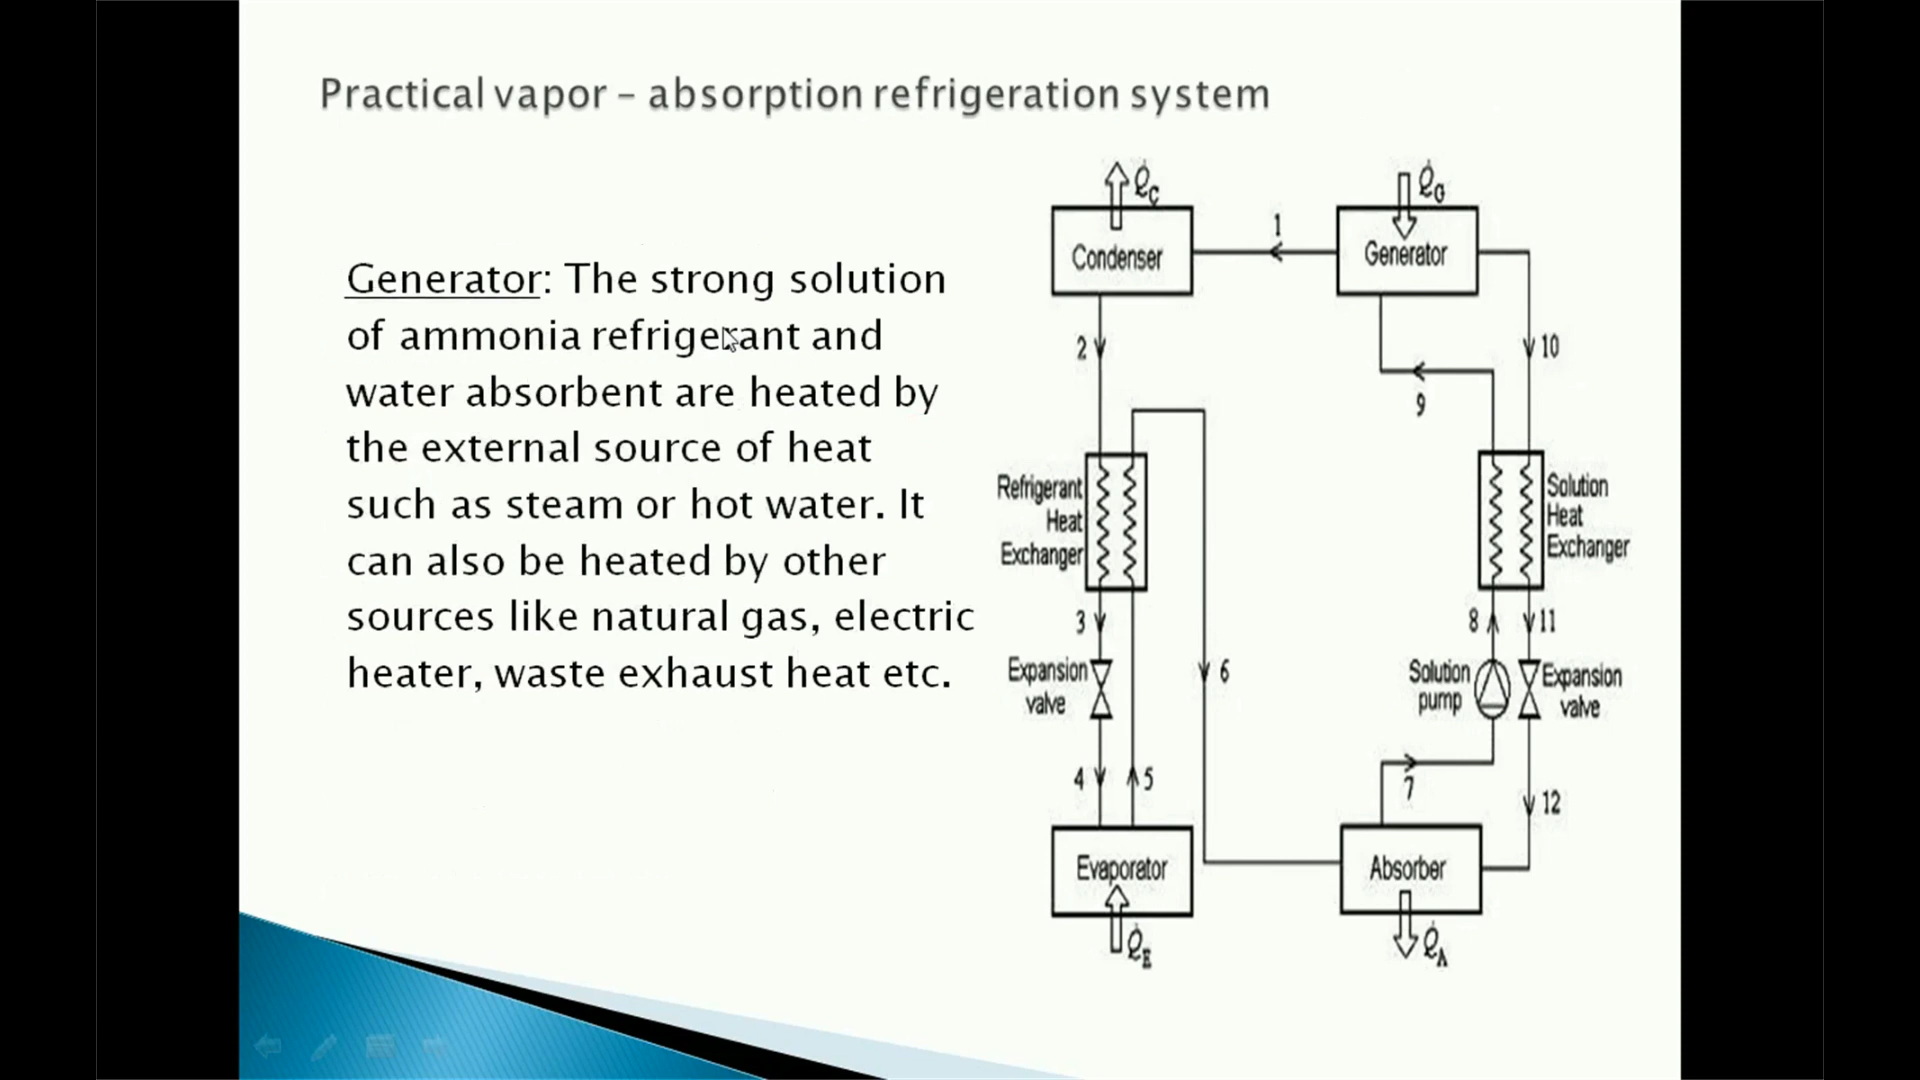 Practical vapor – absorption refrigeration system
Generator: The strong solution
of ammonia refrigerant and
water absorbent are heated by
the external source of heat
such as steam or hot water. It
can also be heated by other
sources like natural gas, electric
heater, waste exhaust heat etc.
Q̇C
Q̇G
Condenser
1
Generator
2
10
9
Refrigerant
Heat
Exchanger
Solution
Heat
Exchanger
3
8
11
Expansion
valve
6
Solution
pump
Expansion
valve
4
5
7
12
Evaporator
Absorber
Q̇E
Q̇A